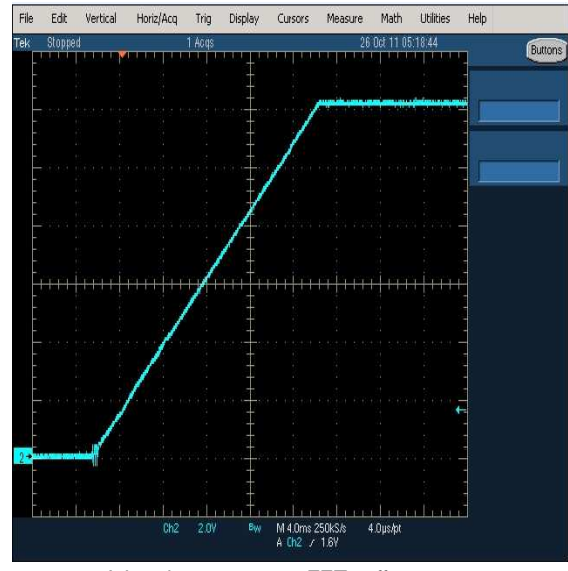 File Edit Vertical Horiz/Acq Trig Display Cursors Measure Math Utilities Help
Tek Stopped 1 Acqs 26 Oct 11 05:18:44 Buttons
2
Ch2 2.0V Bw M 4.0ms 250kS/s 4.0µs/pt
A Ch2 / 1.6V